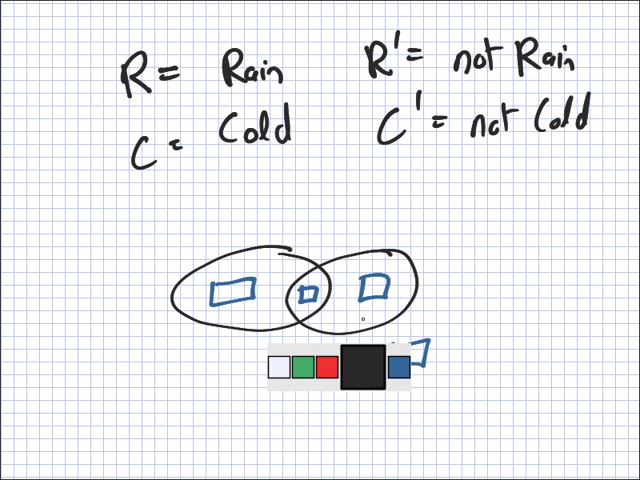 R = Rain R' = not Rain
C = Cold C' = not Cold